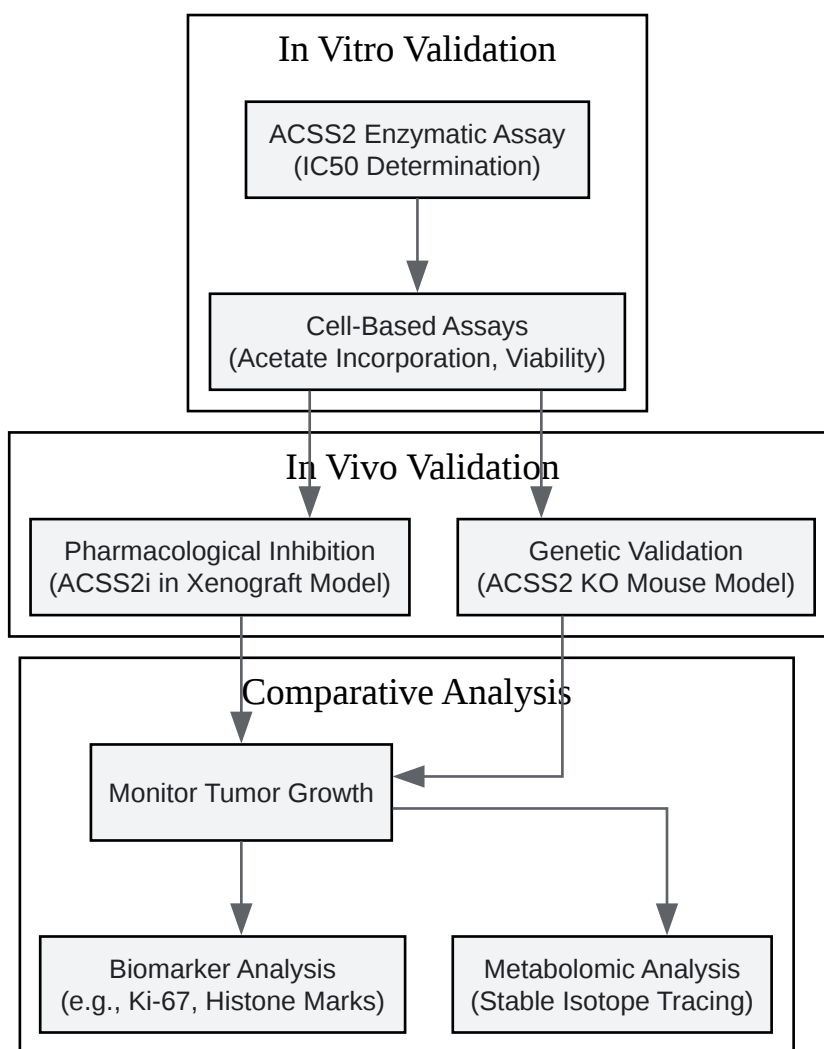 In Vitro Validation
ACSS2 Enzymatic Assay
(IC50 Determination)
Cell-Based Assays
(Acetate Incorporation, Viability)
In Vivo Validation
Pharmacological Inhibition
(ACSS2i in Xenograft Model)
Genetic Validation
(ACSS2 KO Mouse Model)
Comparative Analysis
Monitor Tumor Growth
Biomarker Analysis
(e.g., Ki-67, Histone Marks)
Metabolomic Analysis
(Stable Isotope Tracing)